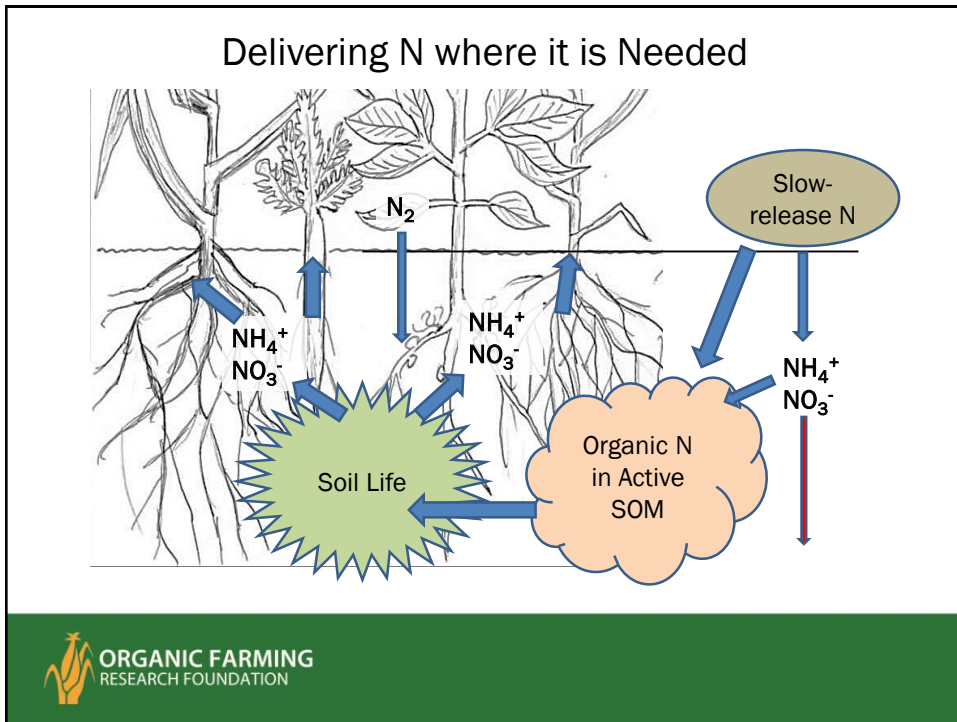 Delivering N where it is Needed
Slow-
release N
N₂
NH₄⁺
NO₃⁻
NH₄⁺
NO₃⁻
NH₄⁺
NO₃⁻
Soil Life
Organic N
in Active
SOM
ORGANIC FARMING
RESEARCH FOUNDATION